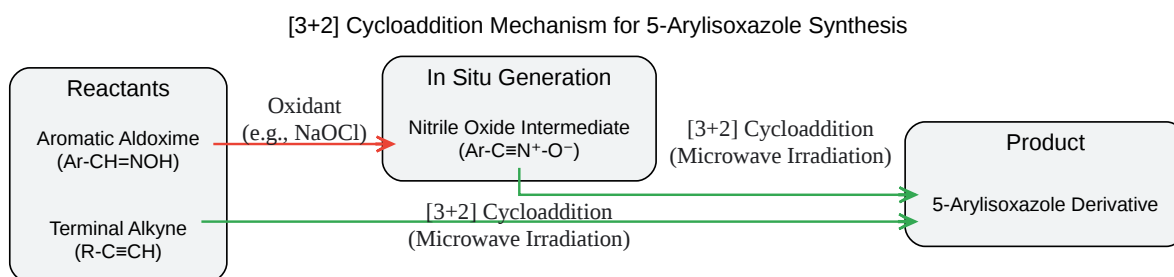 [3+2] Cycloaddition Mechanism for 5-Arylisoxazole Synthesis
Reactants
Aromatic Aldoxime
(Ar-CH=NOH)
Terminal Alkyne
(R-C≡CH)
Oxidant
(e.g., NaOCl)
In Situ Generation
Nitrile Oxide Intermediate
(Ar-C≡N⁺-O⁻)
[3+2] Cycloaddition
(Microwave Irradiation)
[3+2] Cycloaddition
(Microwave Irradiation)
Product
5-Arylisoxazole Derivative